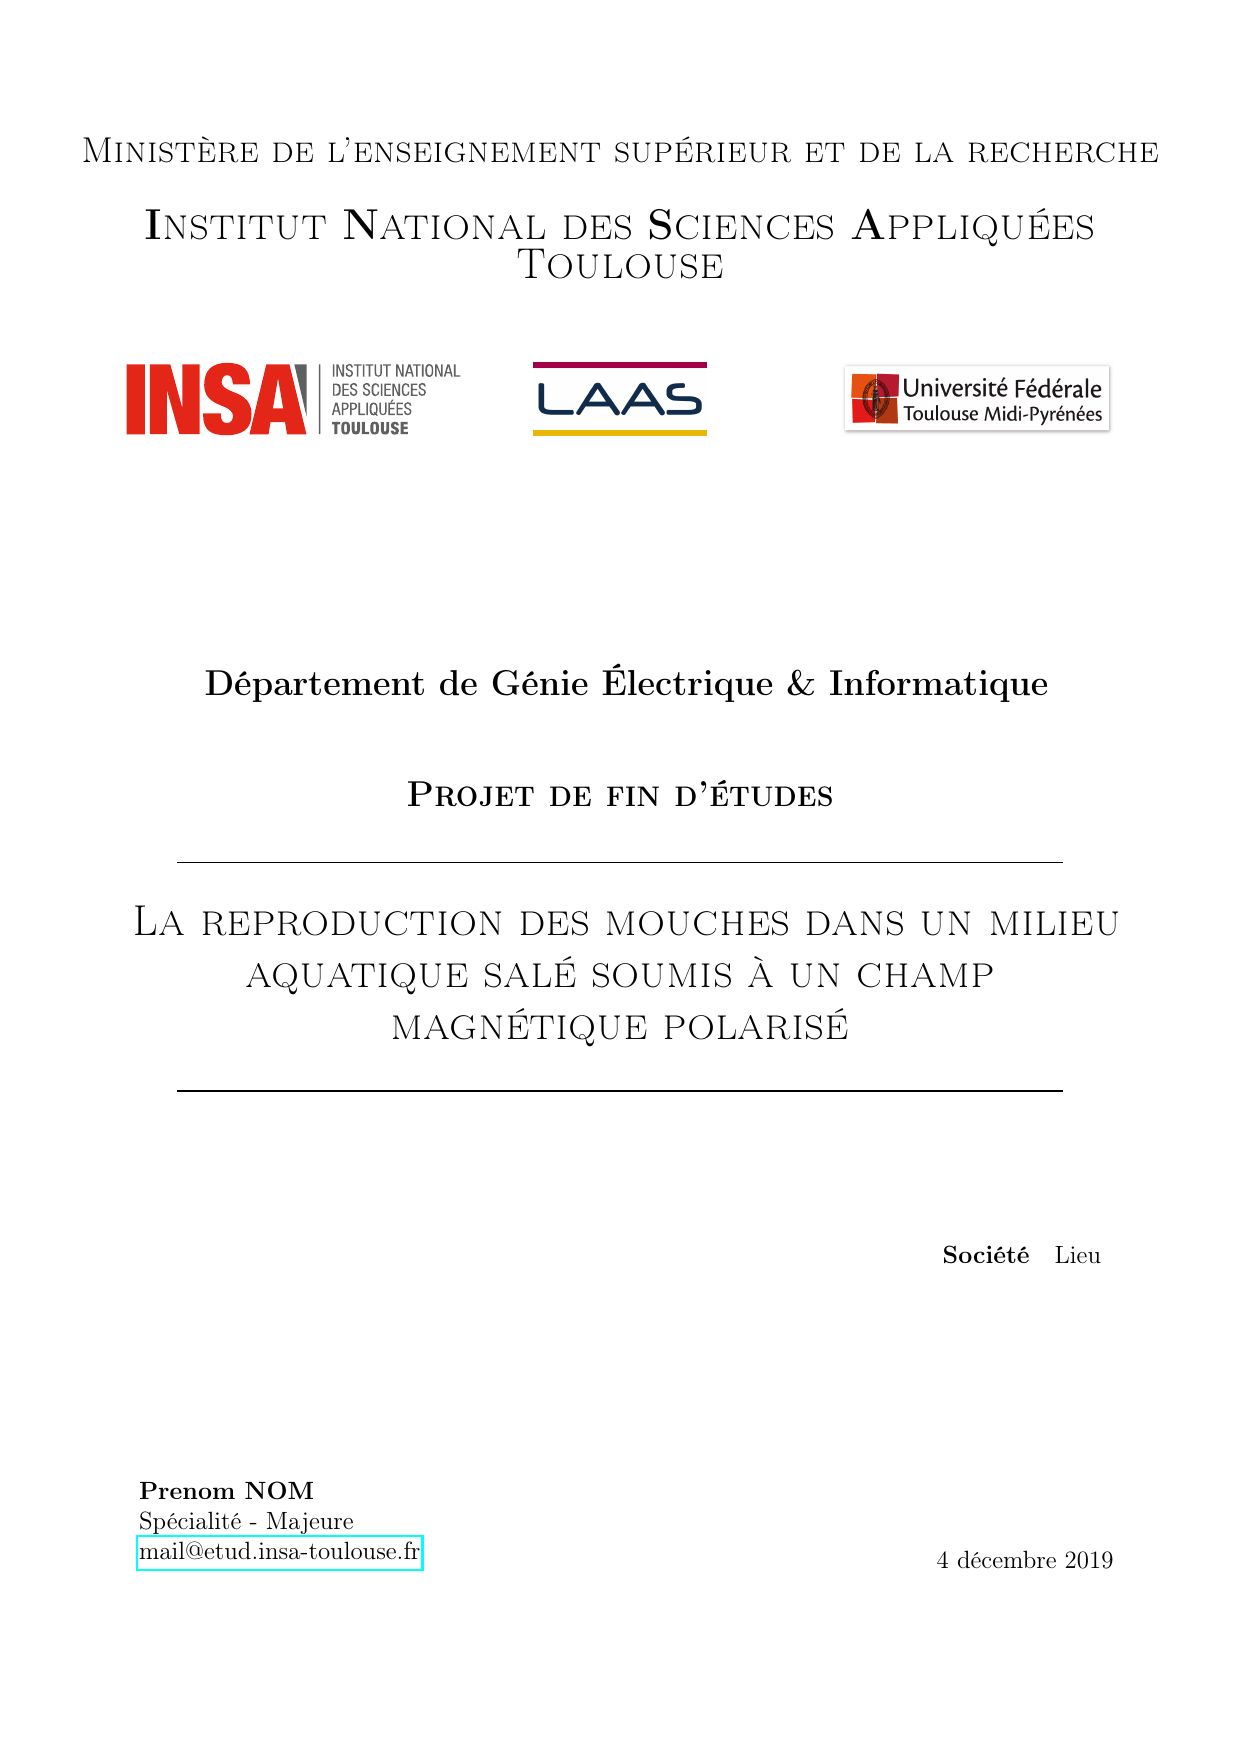 Ministère de l'enseignement supérieur et de la recherche
Institut National des Sciences Appliquées
Toulouse
INSA
INSTITUT NATIONAL
DES SCIENCES
APPLIQUÉES
TOULOUSE
LAAS
Université Fédérale
Toulouse Midi-Pyrénées
Département de Génie Électrique & Informatique
Projet de fin d'études
La reproduction des mouches dans un milieu
aquatique salé soumis à un champ
magnétique polarisé
Société Lieu
Prenom NOM
Spécialité - Majeure
mail@etud.insa-toulouse.fr
4 décembre 2019